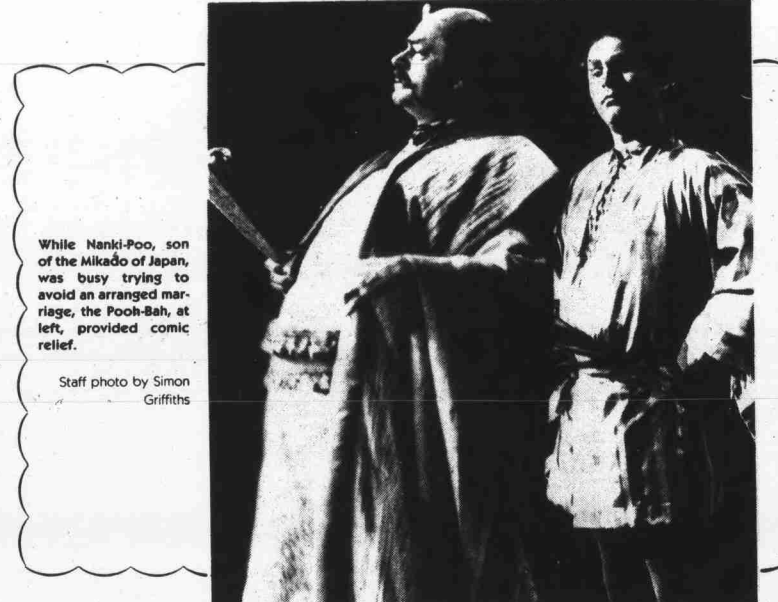 While Nanki-Poo, son
of the Mikado of Japan,
was busy trying to
avoid an arranged mar-
riage, the Pooh-Bah, at
left, provided comic
relief.
Staff photo by Simon
Griffiths